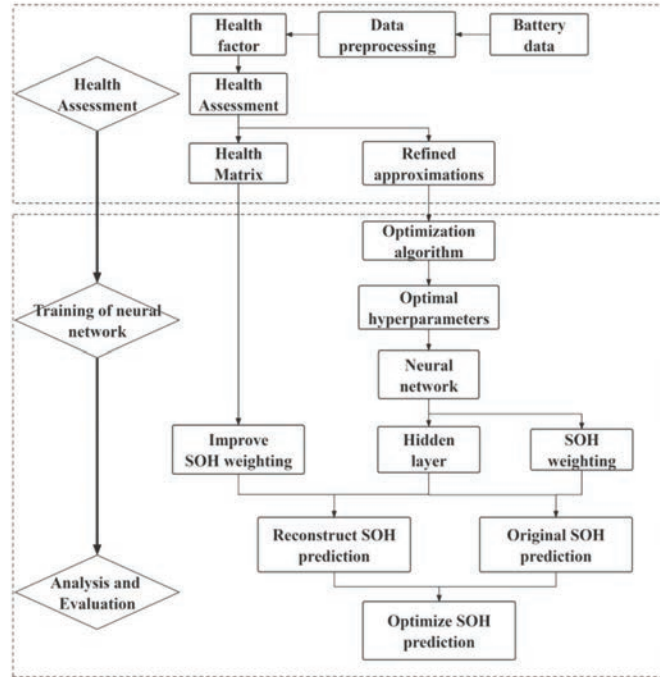 Health
factor
Data
preprocessing
Battery
data
Health
Assessment
Health
Assessment
Health
Matrix
Refined
approximations
Optimization
algorithm
Training of neural
network
Optimal
hyperparameters
Neural
network
Improve
SOH weighting
Hidden
layer
SOH
weighting
Reconstruct SOH
prediction
Original SOH
prediction
Analysis and
Evaluation
Optimize SOH
prediction